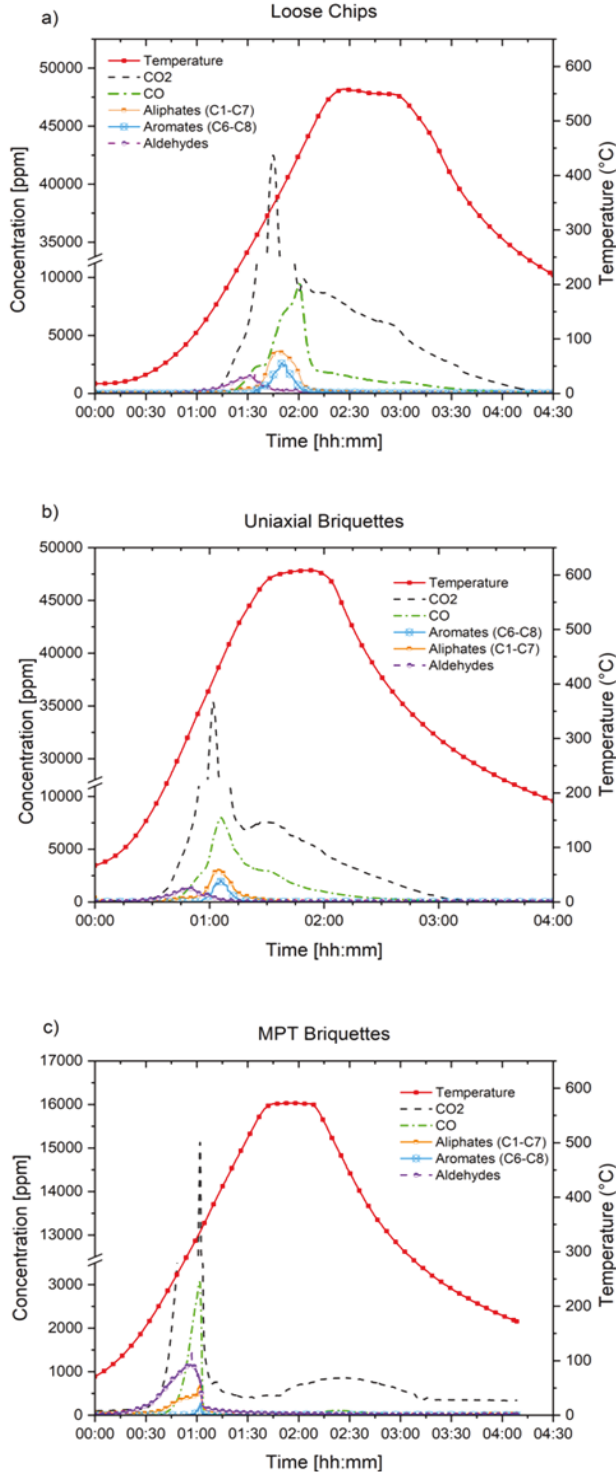 a)
Loose Chips
Temperature
CO2
CO
Aliphates (C1-C7)
Aromates (C6-C8)
Aldehydes
Concentration [ppm]
50000
45000
40000
35000
10000
5000
0
Temperature (°C)
600
500
400
300
200
100
0
00:00 00:30 01:00 01:30 02:00 02:30 03:00 03:30 04:00 04:30
Time [hh:mm]
b)
Uniaxial Briquettes
Temperature
CO2
CO
Aromates (C6-C8)
Aliphates (C1-C7)
Aldehydes
Concentration [ppm]
50000
45000
40000
35000
30000
10000
5000
0
Temperature (°C)
600
500
400
300
200
100
0
00:00 01:00 02:00 03:00 04:00
Time [hh:mm]
c)
MPT Briquettes
Temperature
CO2
CO
Aliphates (C1-C7)
Aromates (C6-C8)
Aldehydes
Concentration [ppm]
17000
16000
15000
14000
13000
3000
2000
1000
0
Temperature (°C)
600
500
400
300
200
100
0
00:00 00:30 01:00 01:30 02:00 02:30 03:00 03:30 04:00 04:30
Time [hh:mm]